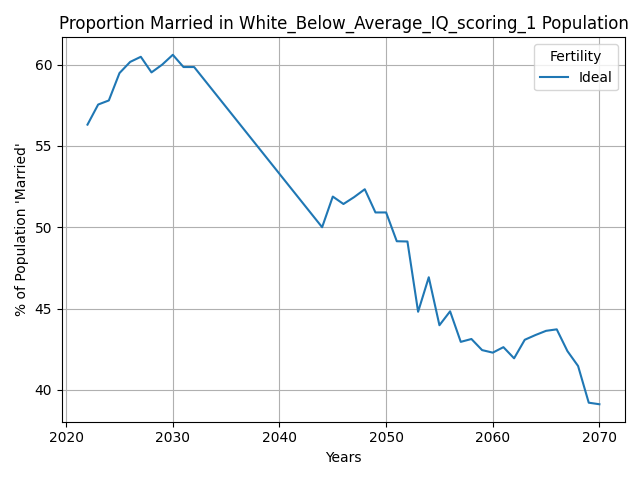 Proportion Married in White_Below_Average_IQ_scoring_1 Population
Fertility
Ideal
% of Population 'Married'
60
55
50
45
40
2020
2030
2040
2050
2060
2070
Years